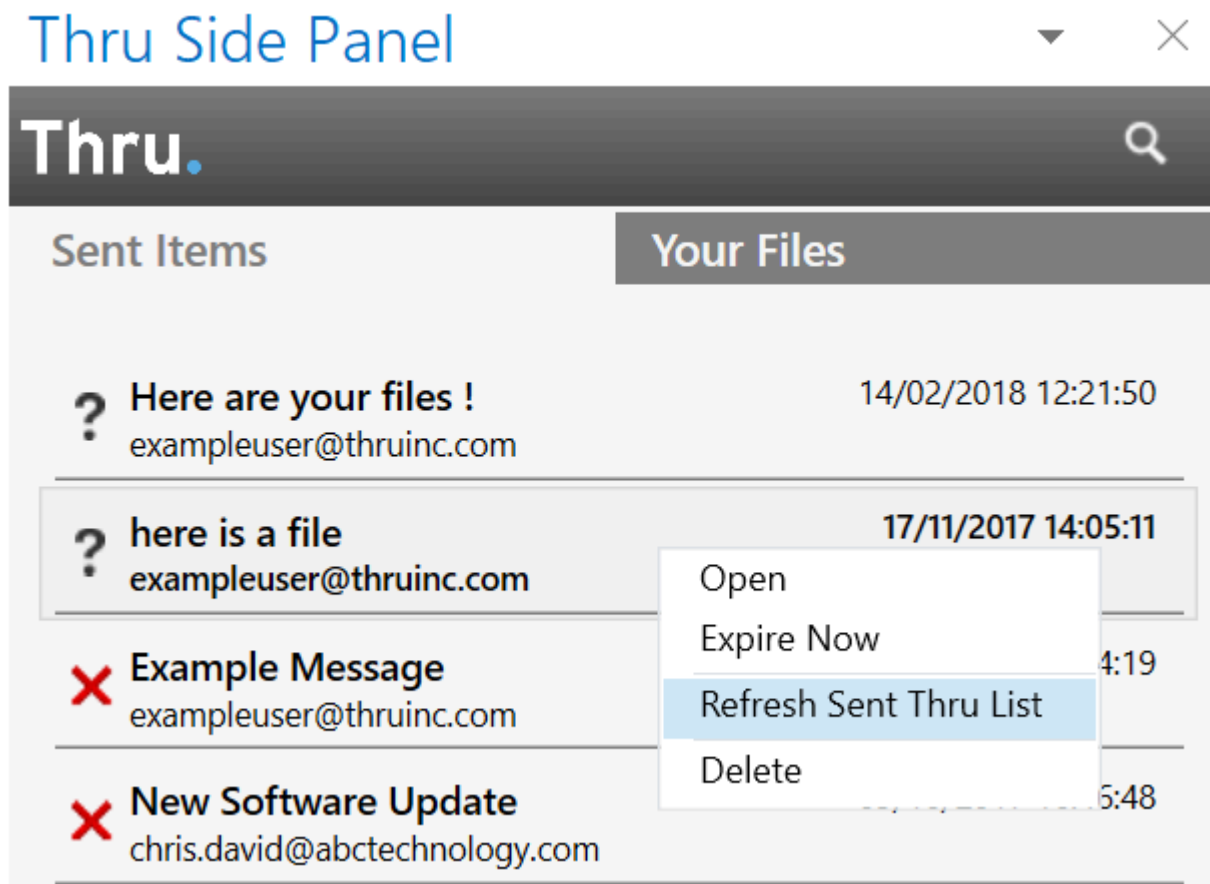 Thru Side Panel
Thru.
Sent Items
Your Files
? Here are your files !
14/02/2018 12:21:50
exampleuser@thruinc.com
? here is a file
17/11/2017 14:05:11
exampleuser@thruinc.com
Open
Expire Now
Refresh Sent Thru List
Delete
Example Message
4:19
exampleuser@thruinc.com
New Software Update
6:48
chris.david@abctechnology.com